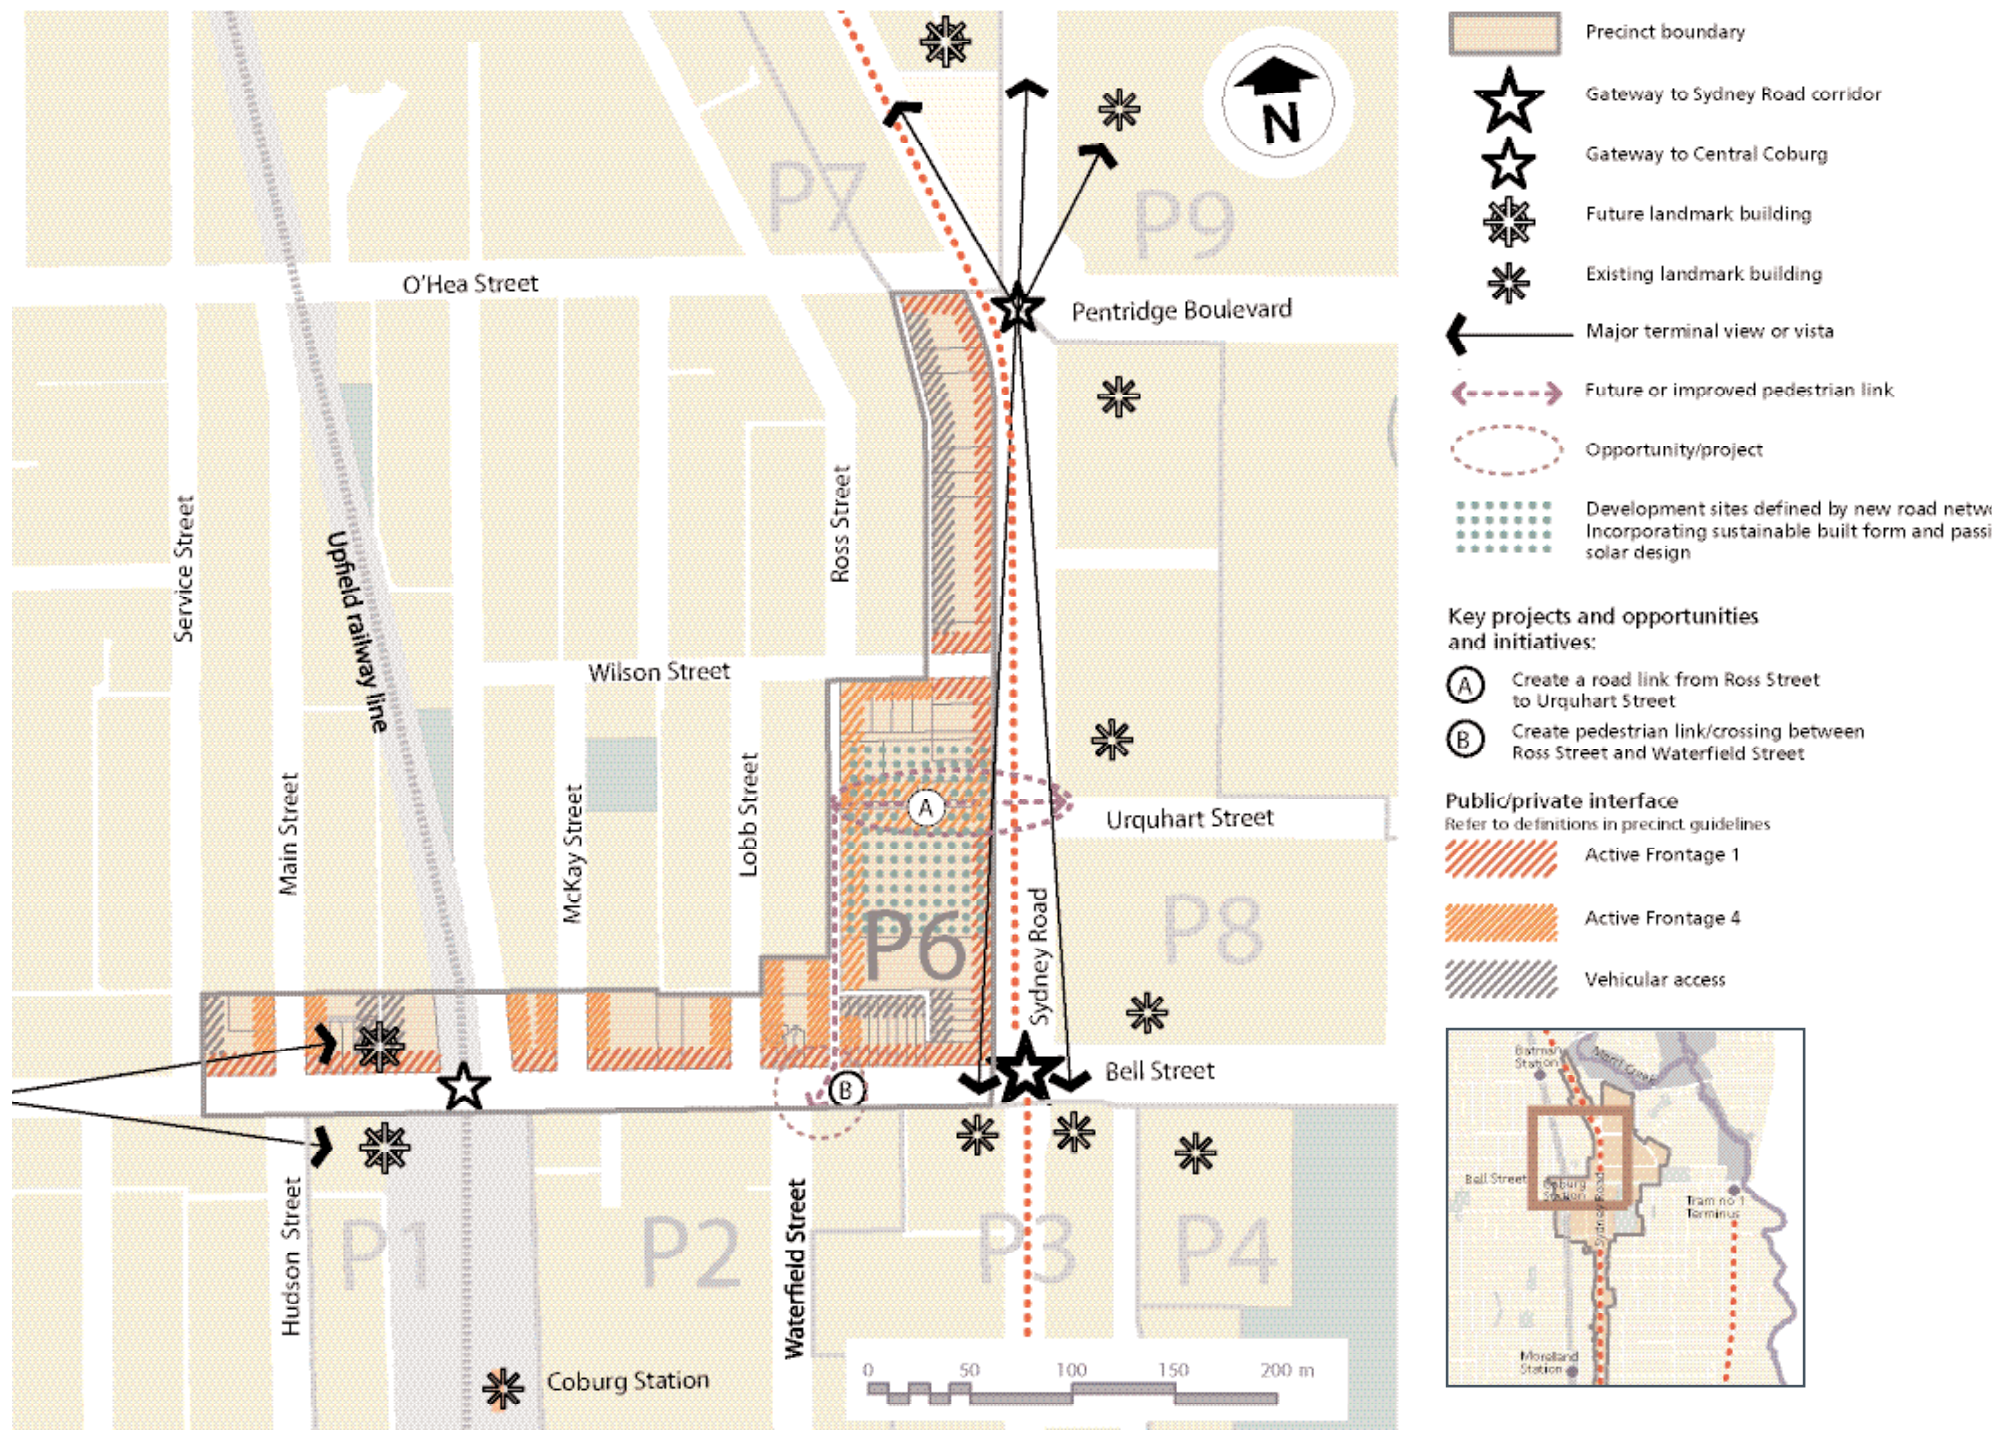 P7
P9
N
O'Hea Street
Pentridge Boulevard
Service Street
Upfield railway line
Ross Street
Wilson Street
Main Street
McKay Street
Lobb Street
A
Urquhart Street
P6
Sydney Road
P8
B
Bell Street
Hudson Street
P1
P2
Waterfield Street
P3
P4
Coburg Station
0 50 100 150 200 m
Precinct boundary
Gateway to Sydney Road corridor
Gateway to Central Coburg
Future landmark building
Existing landmark building
Major terminal view or vista
Future or improved pedestrian link
Opportunity/project
Development sites defined by new road netwo
Incorporating sustainable built form and passi
solar design
Key projects and opportunities
and initiatives:
A Create a road link from Ross Street
to Urquhart Street
B Create pedestrian link/crossing between
Ross Street and Waterfield Street
Public/private interface
Refer to definitions in precinct guidelines
Active Frontage 1
Active Frontage 4
Vehicular access
Batman
Station
Merri Creek
Bell Street
Coburg
Station
Sydney Road
Tram no 1
Terminus
Moreland
Station